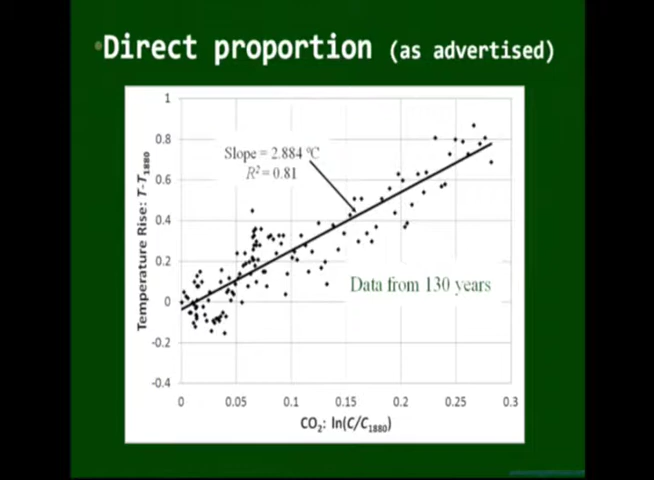 Direct proportion (as advertised)
1
0.8
0.6
0.4
0.2
0
-0.2
-0.4
Temperature Rise: T-T1880
Slope = 2.884 ºC
R² = 0.81
Data from 130 years
0 0.05 0.1 0.15 0.2 0.25 0.3
CO₂: ln(C/C1880)